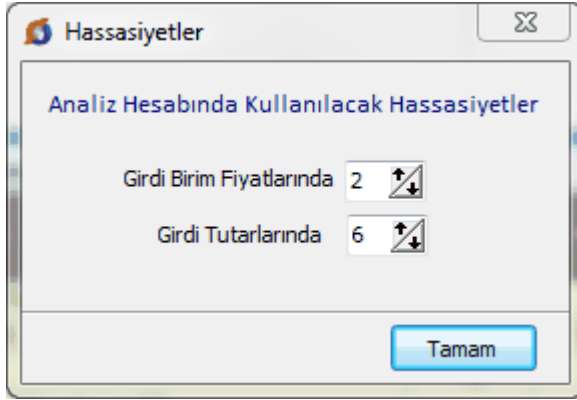 Hassasiyetler
Analiz Hesabında Kullanılacak Hassasiyetler
Girdi Birim Fiyatlarında 2
Girdi Tutarlarında 6
Tamam